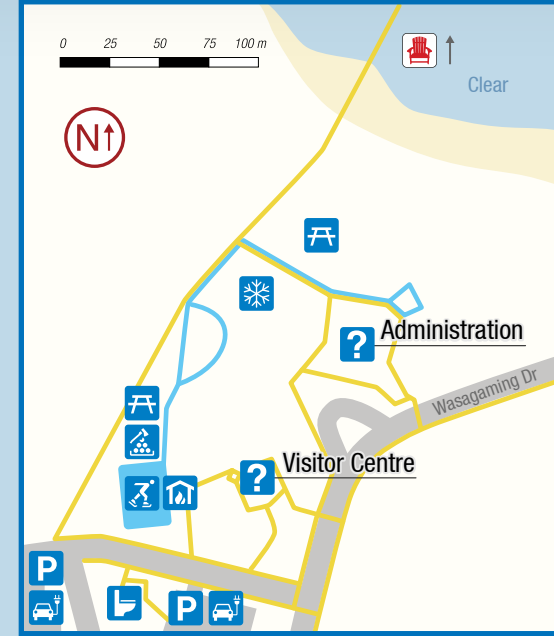 0 25 50 75 100 m
N
Clear
?
Administration
Wasagaming Dr
?
Visitor Centre
P
P